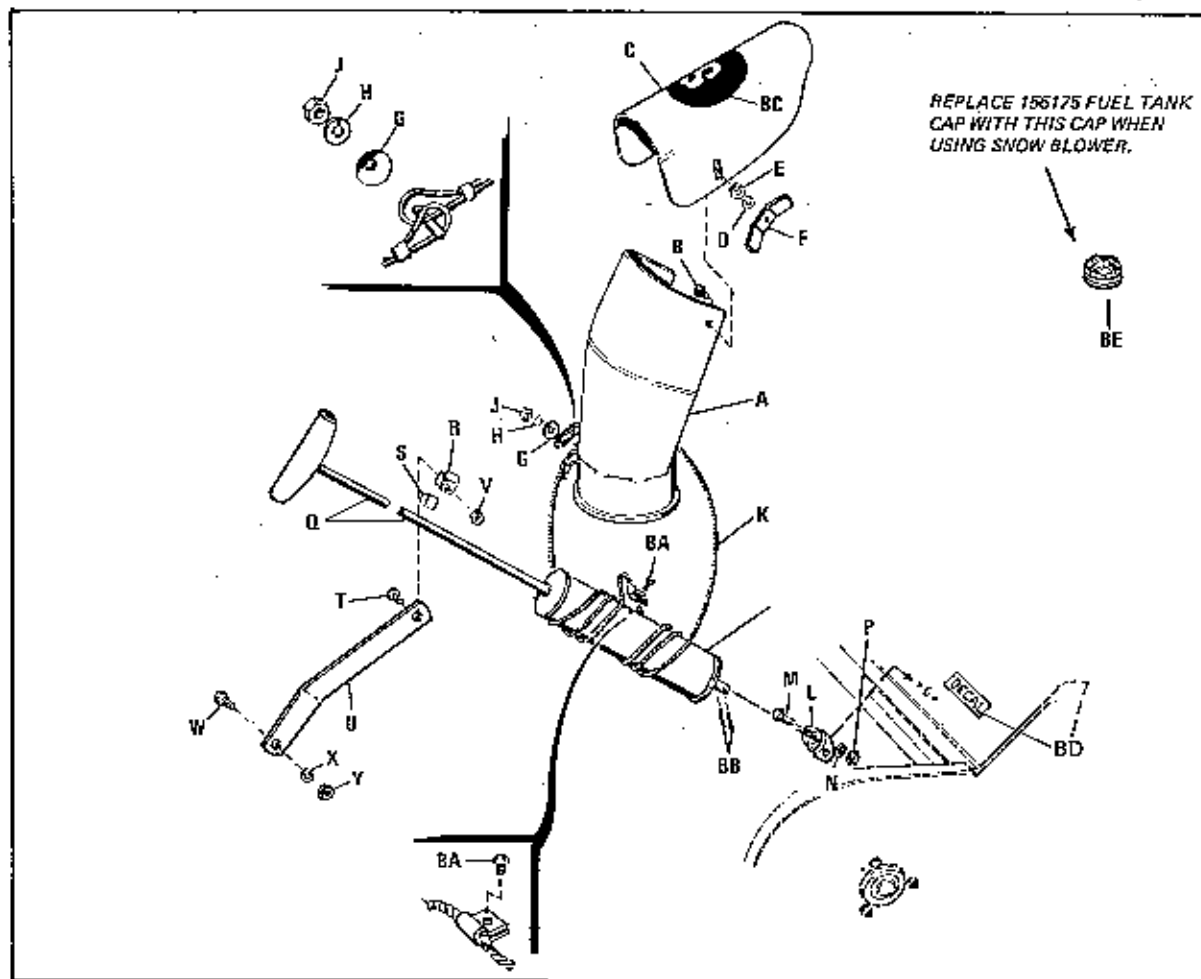 C
J
H
G
BC
REPLACE 156175 FUEL TANK
CAP WITH THIS CAP WHEN
USING SNOW BLOWER.
E
D
F
B
BE
A
J
H
G
R
S
V
Q
K
BA
T
P
M
L
DECAL
W
U
BD
X
Y
BB
N
BA